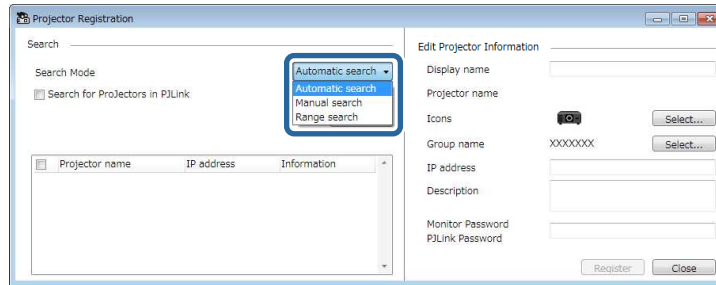 Projector Registration
Search
Search Mode
Automatic search
Automatic search
Manual search
Range search
Search for ProJectors in PJLink
Projector name IP address Information
Edit Projector Information
Display name
Projector name
Icons
Select...
Group name XXXXXXX Select...
IP address
Description
Monitor Password
PJLink Password
Register Close